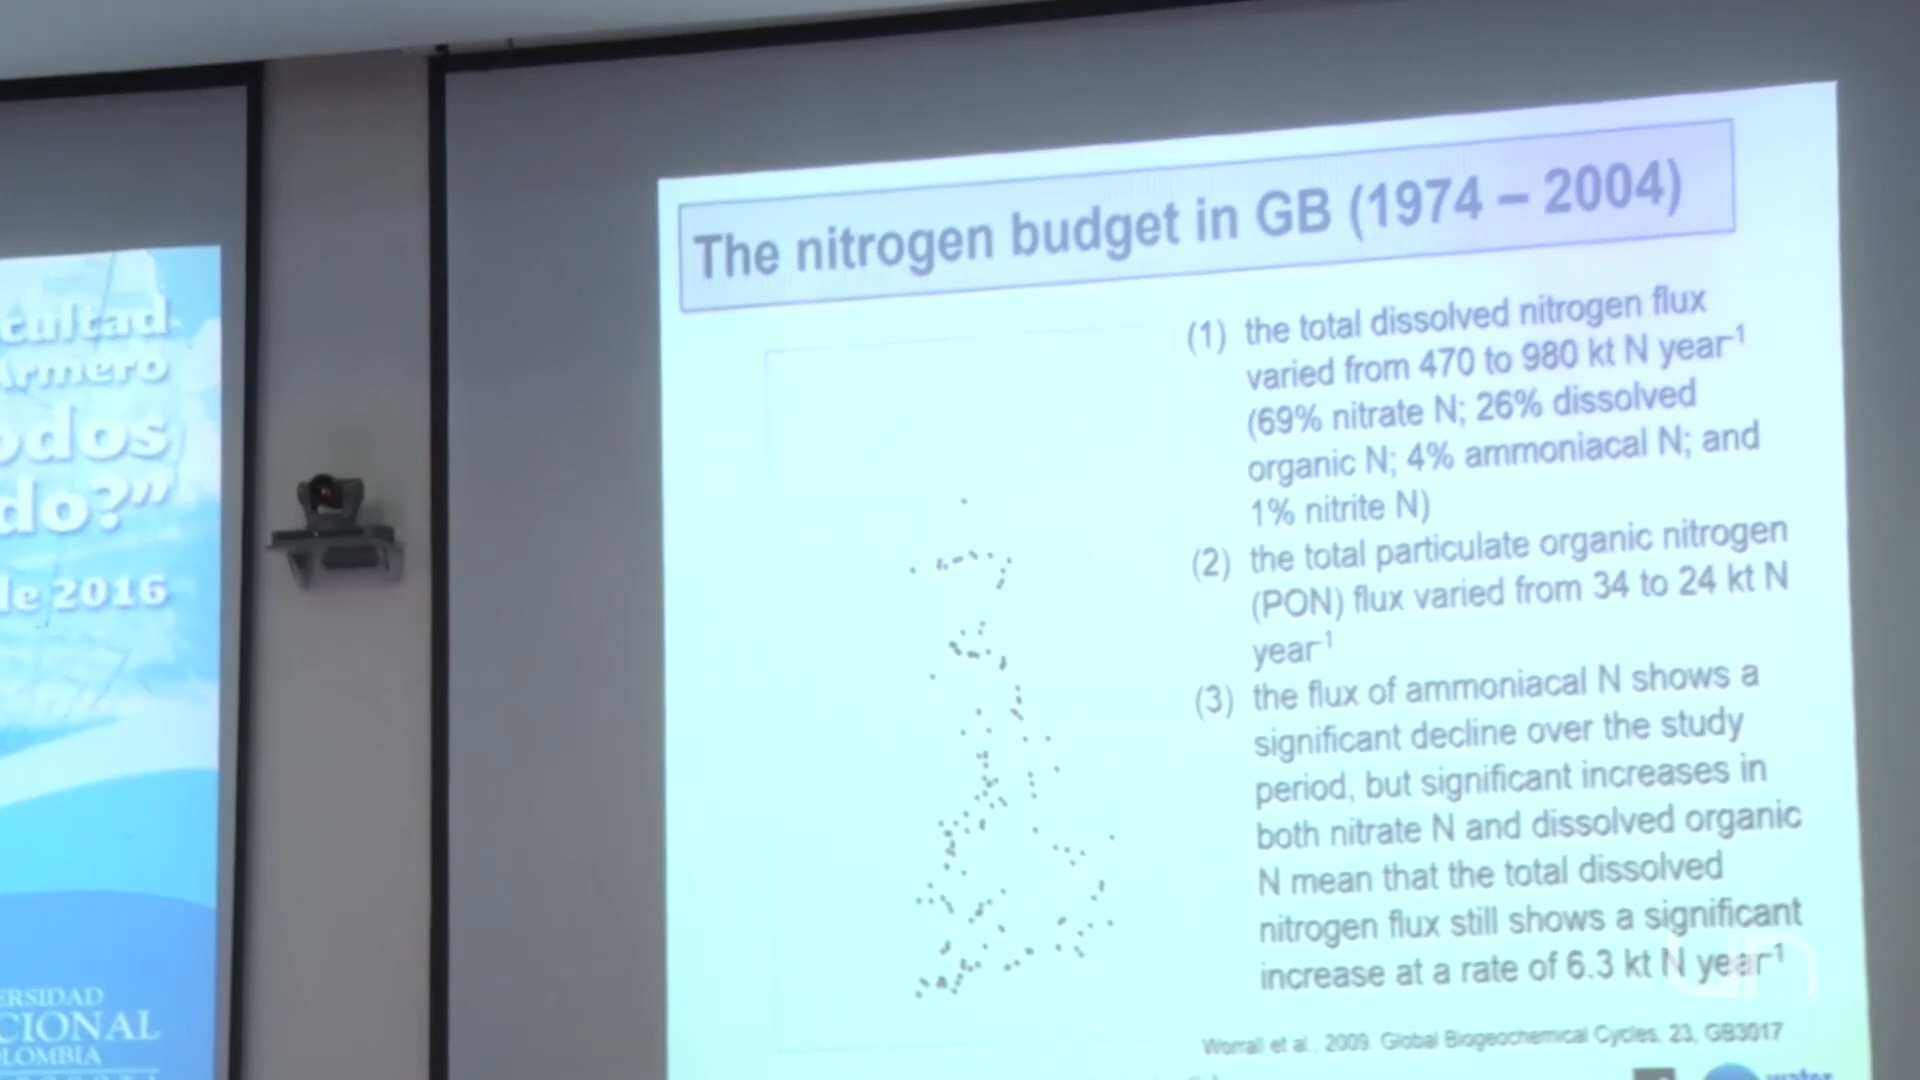 cultad
Armero
odos
do?”
de 2016
ERSIDAD
CIONAL
OLOMBIA
The nitrogen budget in GB (1974 – 2004)
(1) the total dissolved nitrogen flux
varied from 470 to 980 kt N year-1
(69% nitrate N; 26% dissolved
organic N; 4% ammoniacal N; and
1% nitrite N)
(2) the total particulate organic nitrogen
(PON) flux varied from 34 to 24 kt N
year-1
(3) the flux of ammoniacal N shows a
significant decline over the study
period, but significant increases in
both nitrate N and dissolved organic
N mean that the total dissolved
nitrogen flux still shows a significant
increase at a rate of 6.3 kt N year-1
Worrall et al., 2009. Global Biogeochemical Cycles, 23, GB3017
un
water